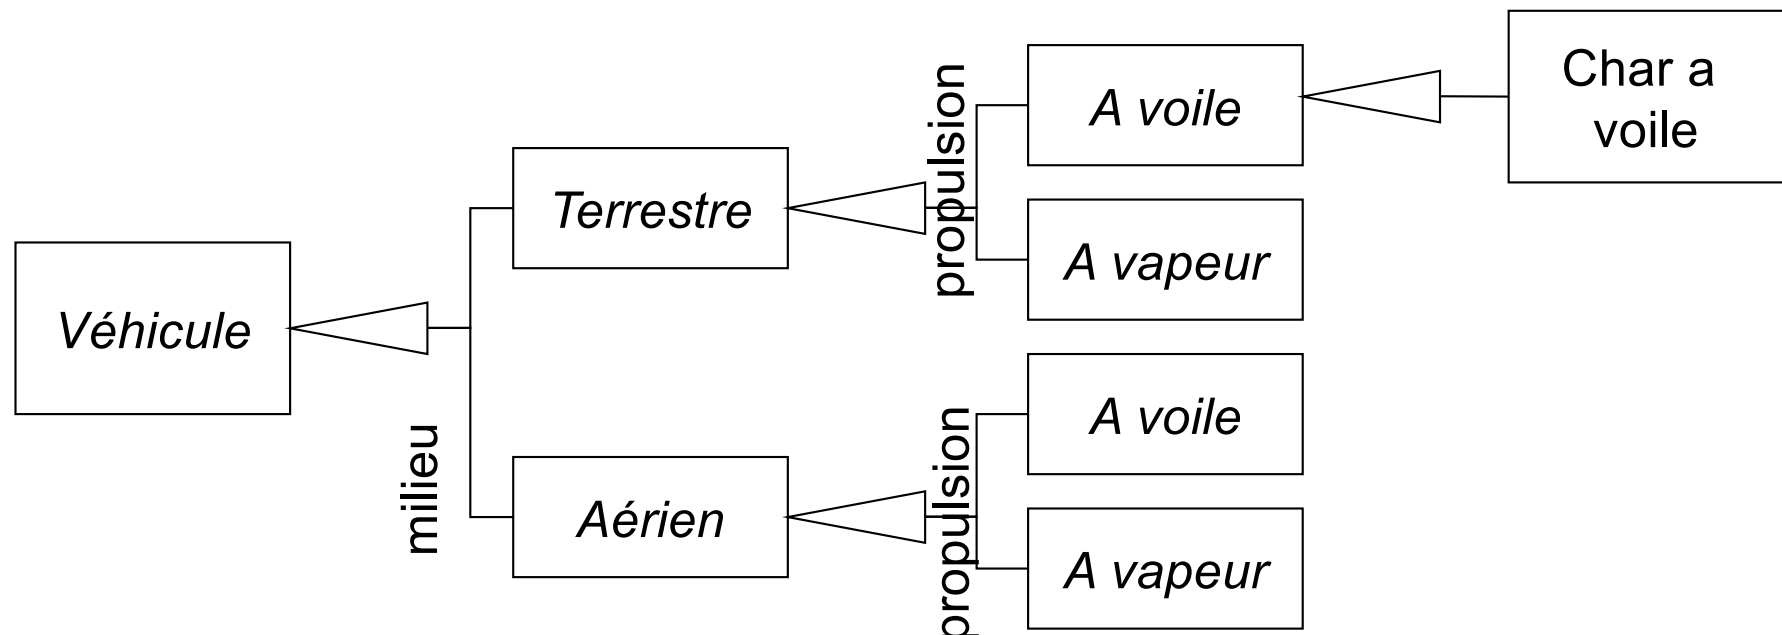 Véhicule
milieu
Terrestre
Aérien
propulsion
A voile
A vapeur
propulsion
A voile
A vapeur
Char a
voile